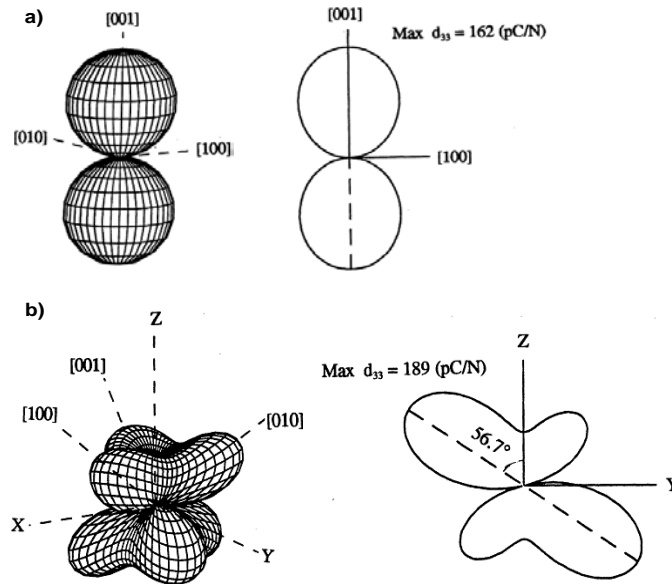 a)
[001]
[010]
[100]
[001]
Max d₃₃ = 162 (pC/N)
[100]
b)
Z
[001]
[100]
[010]
X
Y
Z
Max d₃₃ = 189 (pC/N)
56.7°
Y